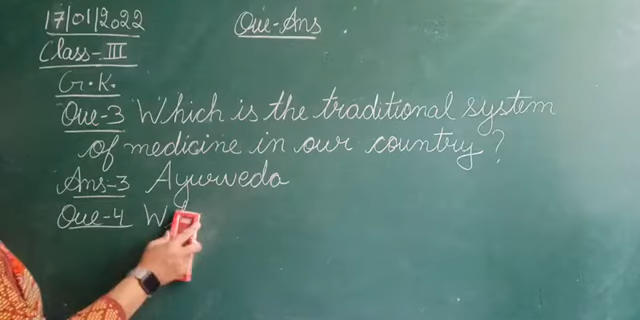 17/01/2022
Que-Ans
Class-III
G.K.
Que-3 Which is the traditional system
of medicine in our country?
Ans-3 Ayurveda
Que-4 W